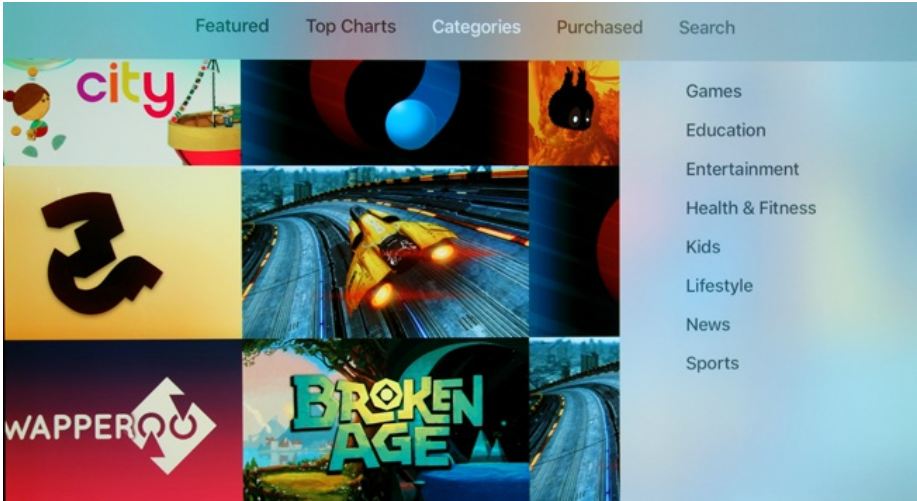 Featured Top Charts Categories Purchased Search
city
Games
Education
Entertainment
Health & Fitness
Kids
Lifestyle
News
Sports
WAPPEROO
BROKEN
AGE